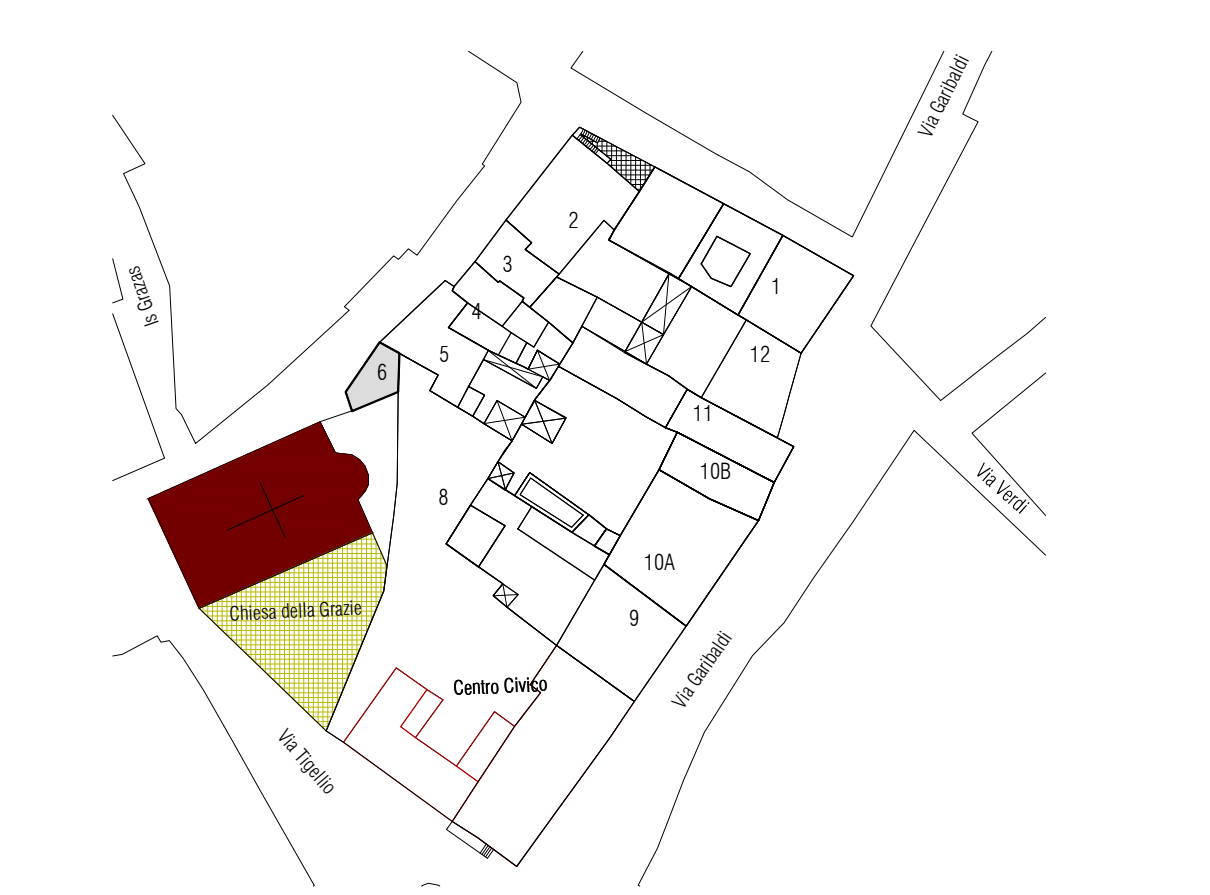 Via Garibaldi
2
3
1
Is Grazas
4
5
12
6
11
10B
8
Via Verdi
10A
Chiesa della Grazie
9
Via Garibaldi
Centro Civico
Via Tigellio